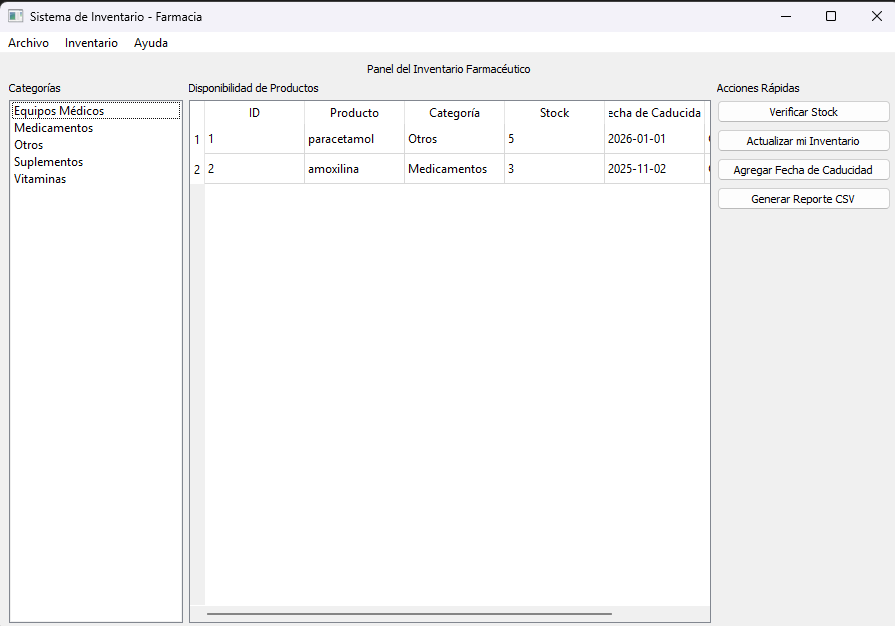 Sistema de Inventario - Farmacia
Archivo Inventario Ayuda
Panel del Inventario Farmacéutico
Categorías
Equipos Médicos
Medicamentos
Otros
Suplementos
Vitaminas
Disponibilidad de Productos
ID Producto Categoría Stock echa de Caducida
1 1 paracetamol Otros 5 2026-01-01
2 2 amoxilina Medicamentos 3 2025-11-02
Acciones Rápidas
Verificar Stock
Actualizar mi Inventario
Agregar Fecha de Caducidad
Generar Reporte CSV